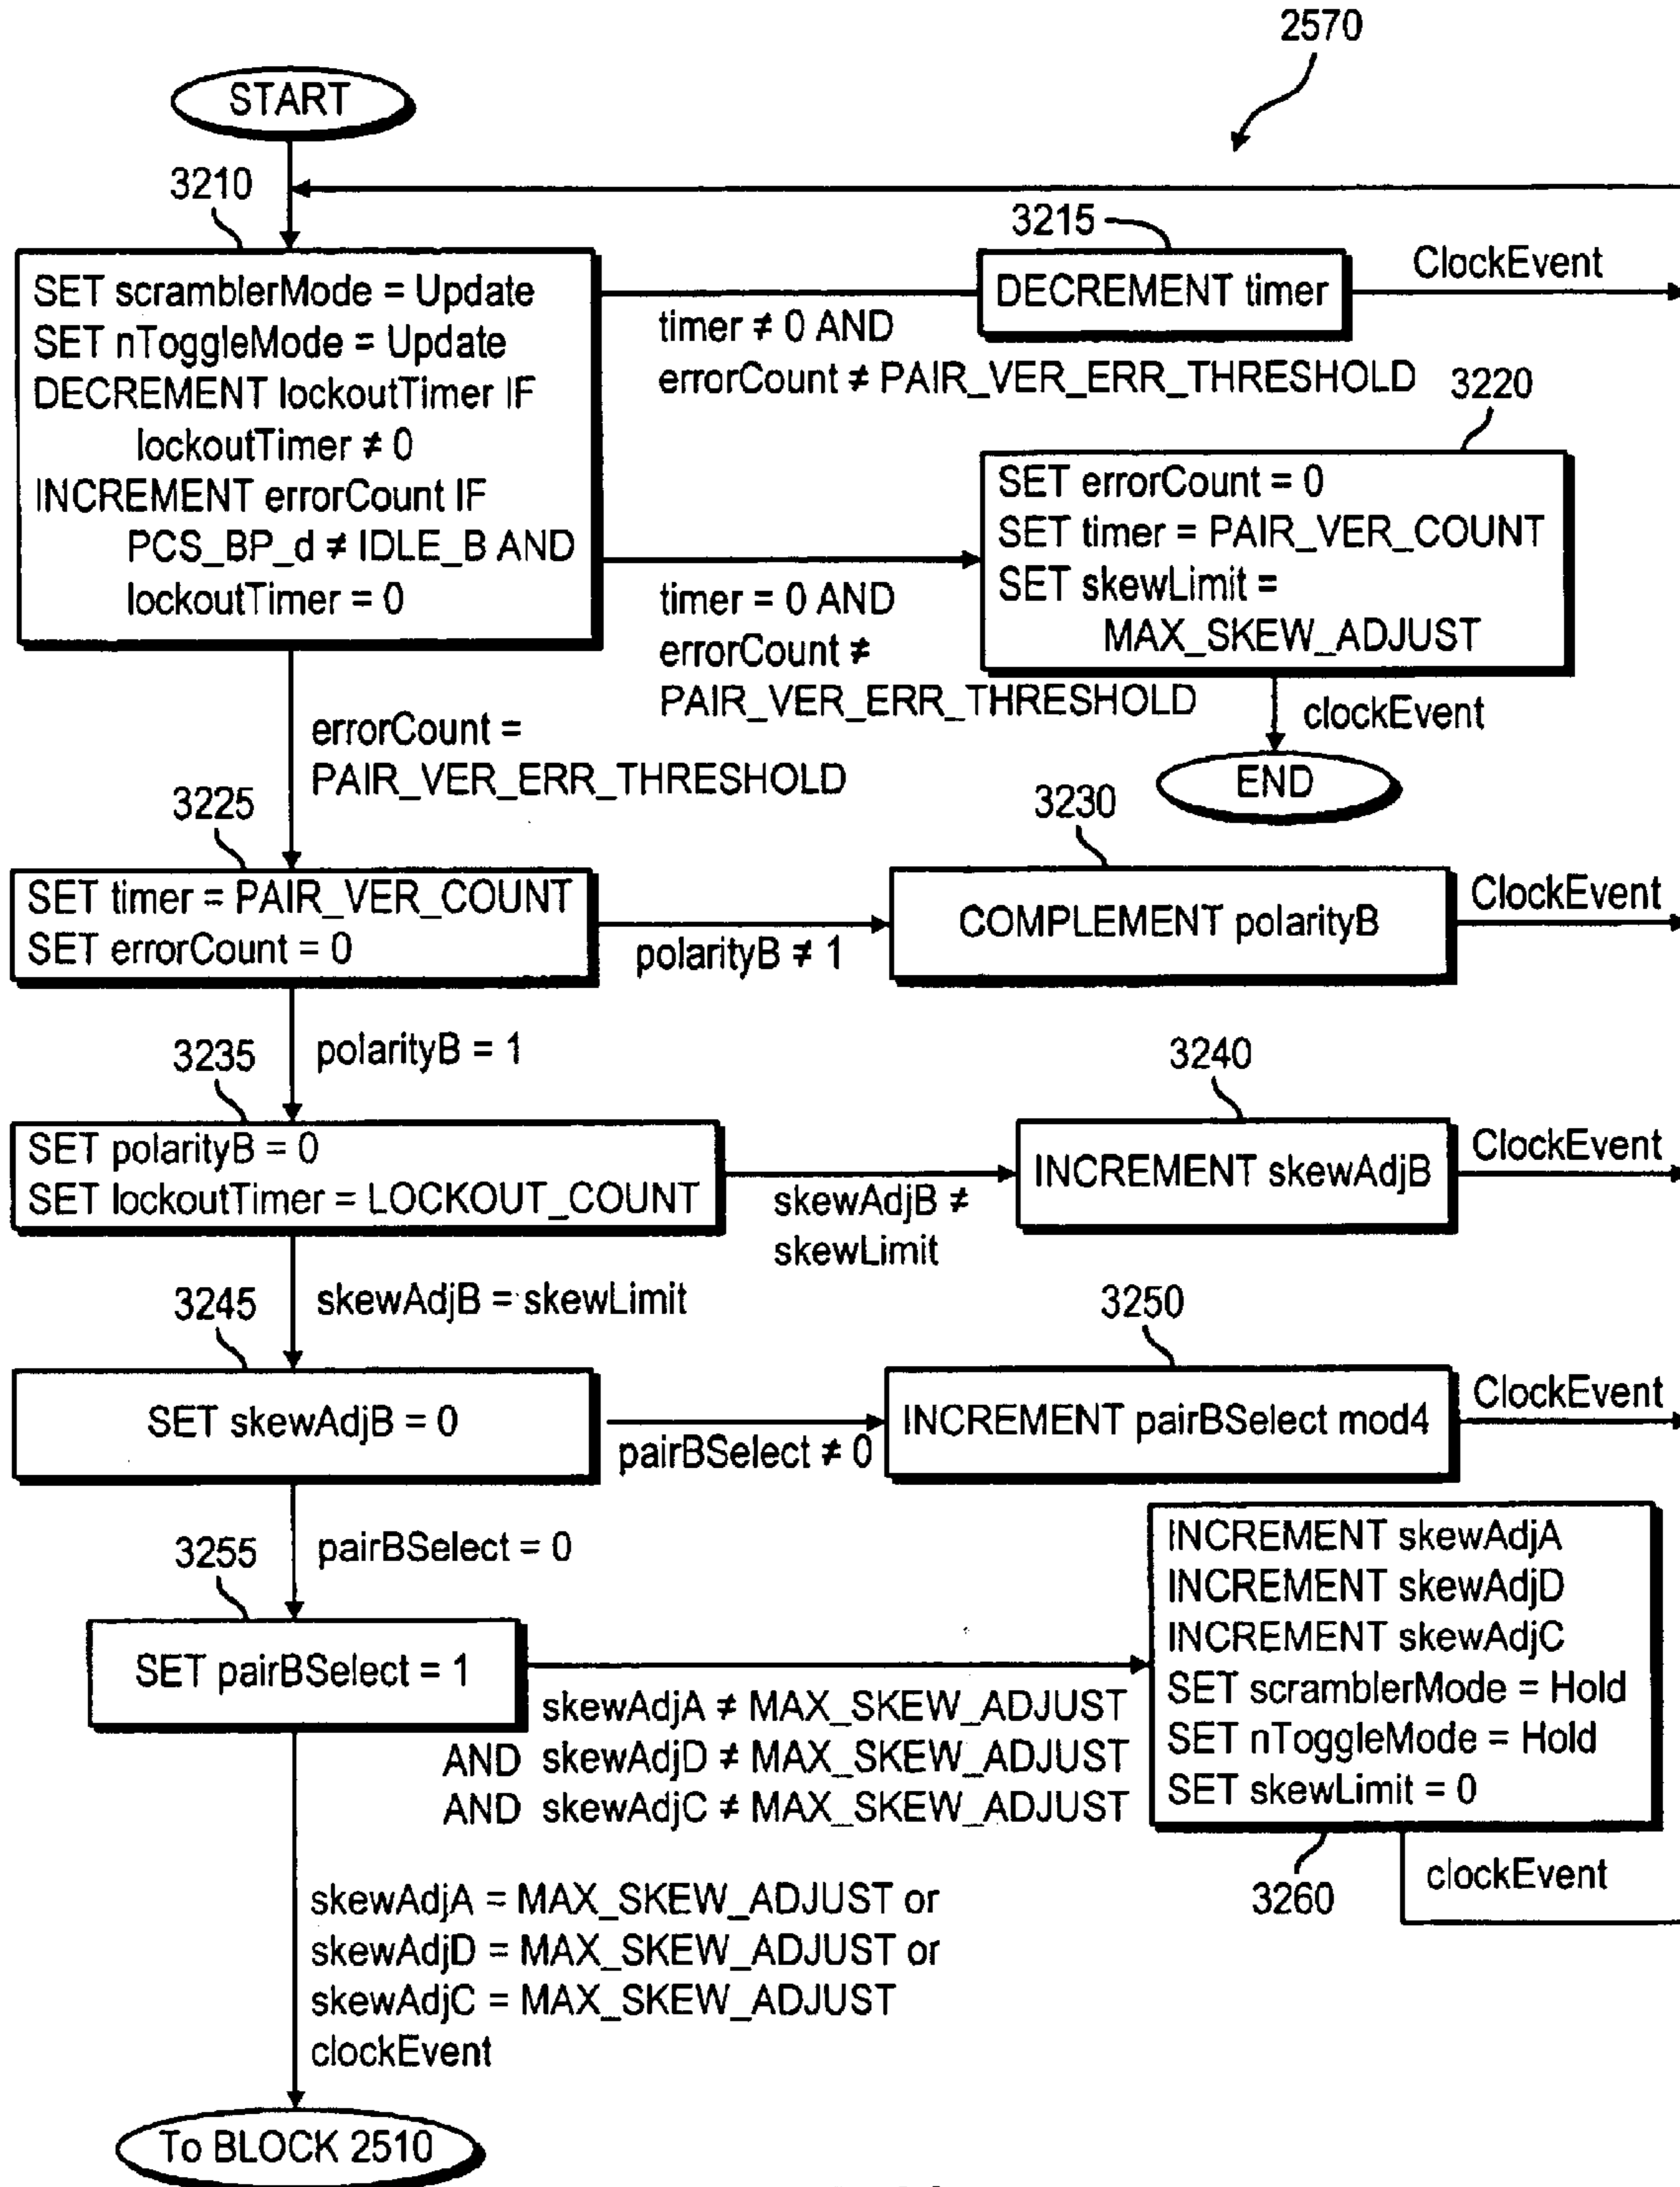 2570
START
3210
SET scramblerMode = Update
SET nToggleMode = Update
DECREMENT lockoutTimer IF
lockoutTimer ≠ 0
INCREMENT errorCount IF
PCS_BP_d ≠ IDLE_B AND
lockoutTimer = 0
timer ≠ 0 AND
errorCount ≠ PAIR_VER_ERR_THRESHOLD
3215
DECREMENT timer
ClockEvent
timer = 0 AND
errorCount ≠
PAIR_VER_ERR_THRESHOLD
3220
SET errorCount = 0
SET timer = PAIR_VER_COUNT
SET skewLimit =
MAX_SKEW_ADJUST
clockEvent
END
errorCount =
PAIR_VER_ERR_THRESHOLD
3225
SET timer = PAIR_VER_COUNT
SET errorCount = 0
polarityB ≠ 1
3230
COMPLEMENT polarityB
ClockEvent
polarityB = 1
3235
SET polarityB = 0
SET lockoutTimer = LOCKOUT_COUNT
skewAdjB ≠
skewLimit
3240
INCREMENT skewAdjB
ClockEvent
skewAdjB = skewLimit
3245
SET skewAdjB = 0
pairBSelect ≠ 0
3250
INCREMENT pairBSelect mod4
ClockEvent
pairBSelect = 0
3255
SET pairBSelect = 1
skewAdjA ≠ MAX_SKEW_ADJUST
AND skewAdjD ≠ MAX_SKEW_ADJUST
AND skewAdjC ≠ MAX_SKEW_ADJUST
INCREMENT skewAdjA
INCREMENT skewAdjD
INCREMENT skewAdjC
SET scramblerMode = Hold
SET nToggleMode = Hold
SET skewLimit = 0
3260
clockEvent
skewAdjA = MAX_SKEW_ADJUST or
skewAdjD = MAX_SKEW_ADJUST or
skewAdjC = MAX_SKEW_ADJUST
clockEvent
To BLOCK 2510